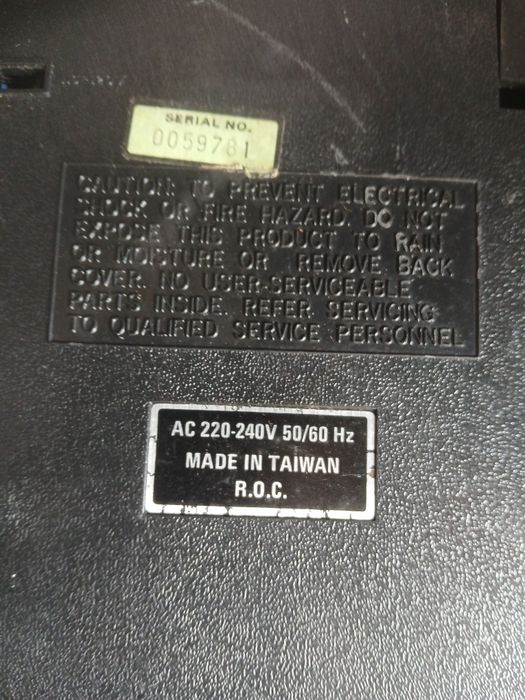 SERIAL NO.
0059781
CAUTION: TO PREVENT ELECTRICAL
SHOCK OR FIRE HAZARD. DO NOT
EXPOSE THIS PRODUCT TO RAIN
OR MOISTURE OR REMOVE BACK
COVER. NO USER-SERVICEABLE
PARTS INSIDE. REFER SERVICING
TO QUALIFIED SERVICE PERSONNEL
AC 220-240V 50/60 Hz
MADE IN TAIWAN
R.O.C.